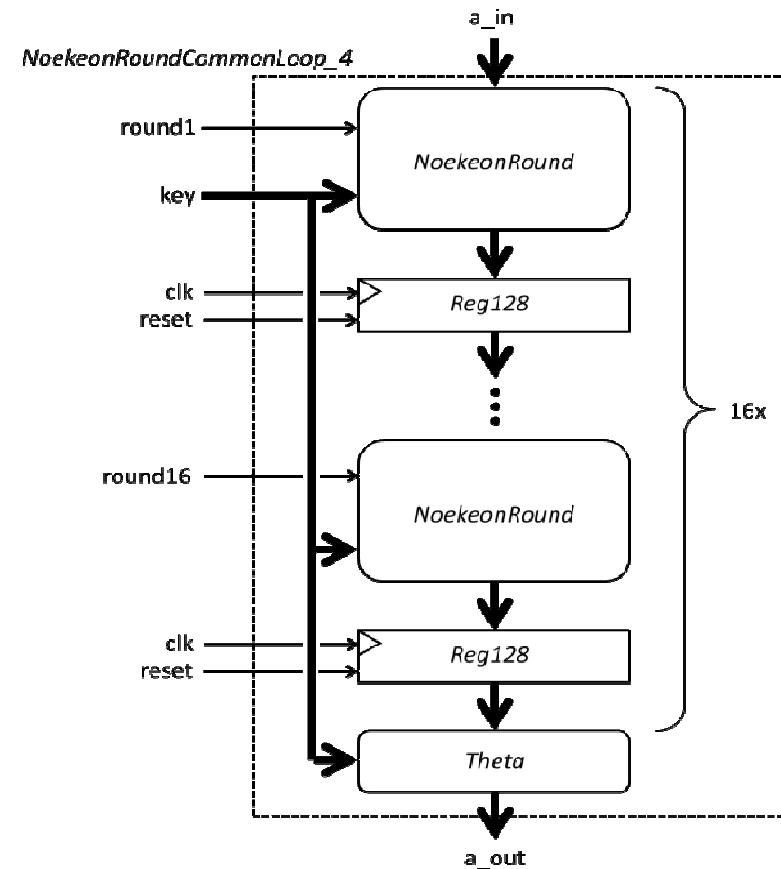 a_in
NoekeonRoundCommonLoop_4
round1
NoekeonRound
key
clk
Reg128
reset
16x
round16
NoekeonRound
clk
Reg128
reset
Theta
a_out